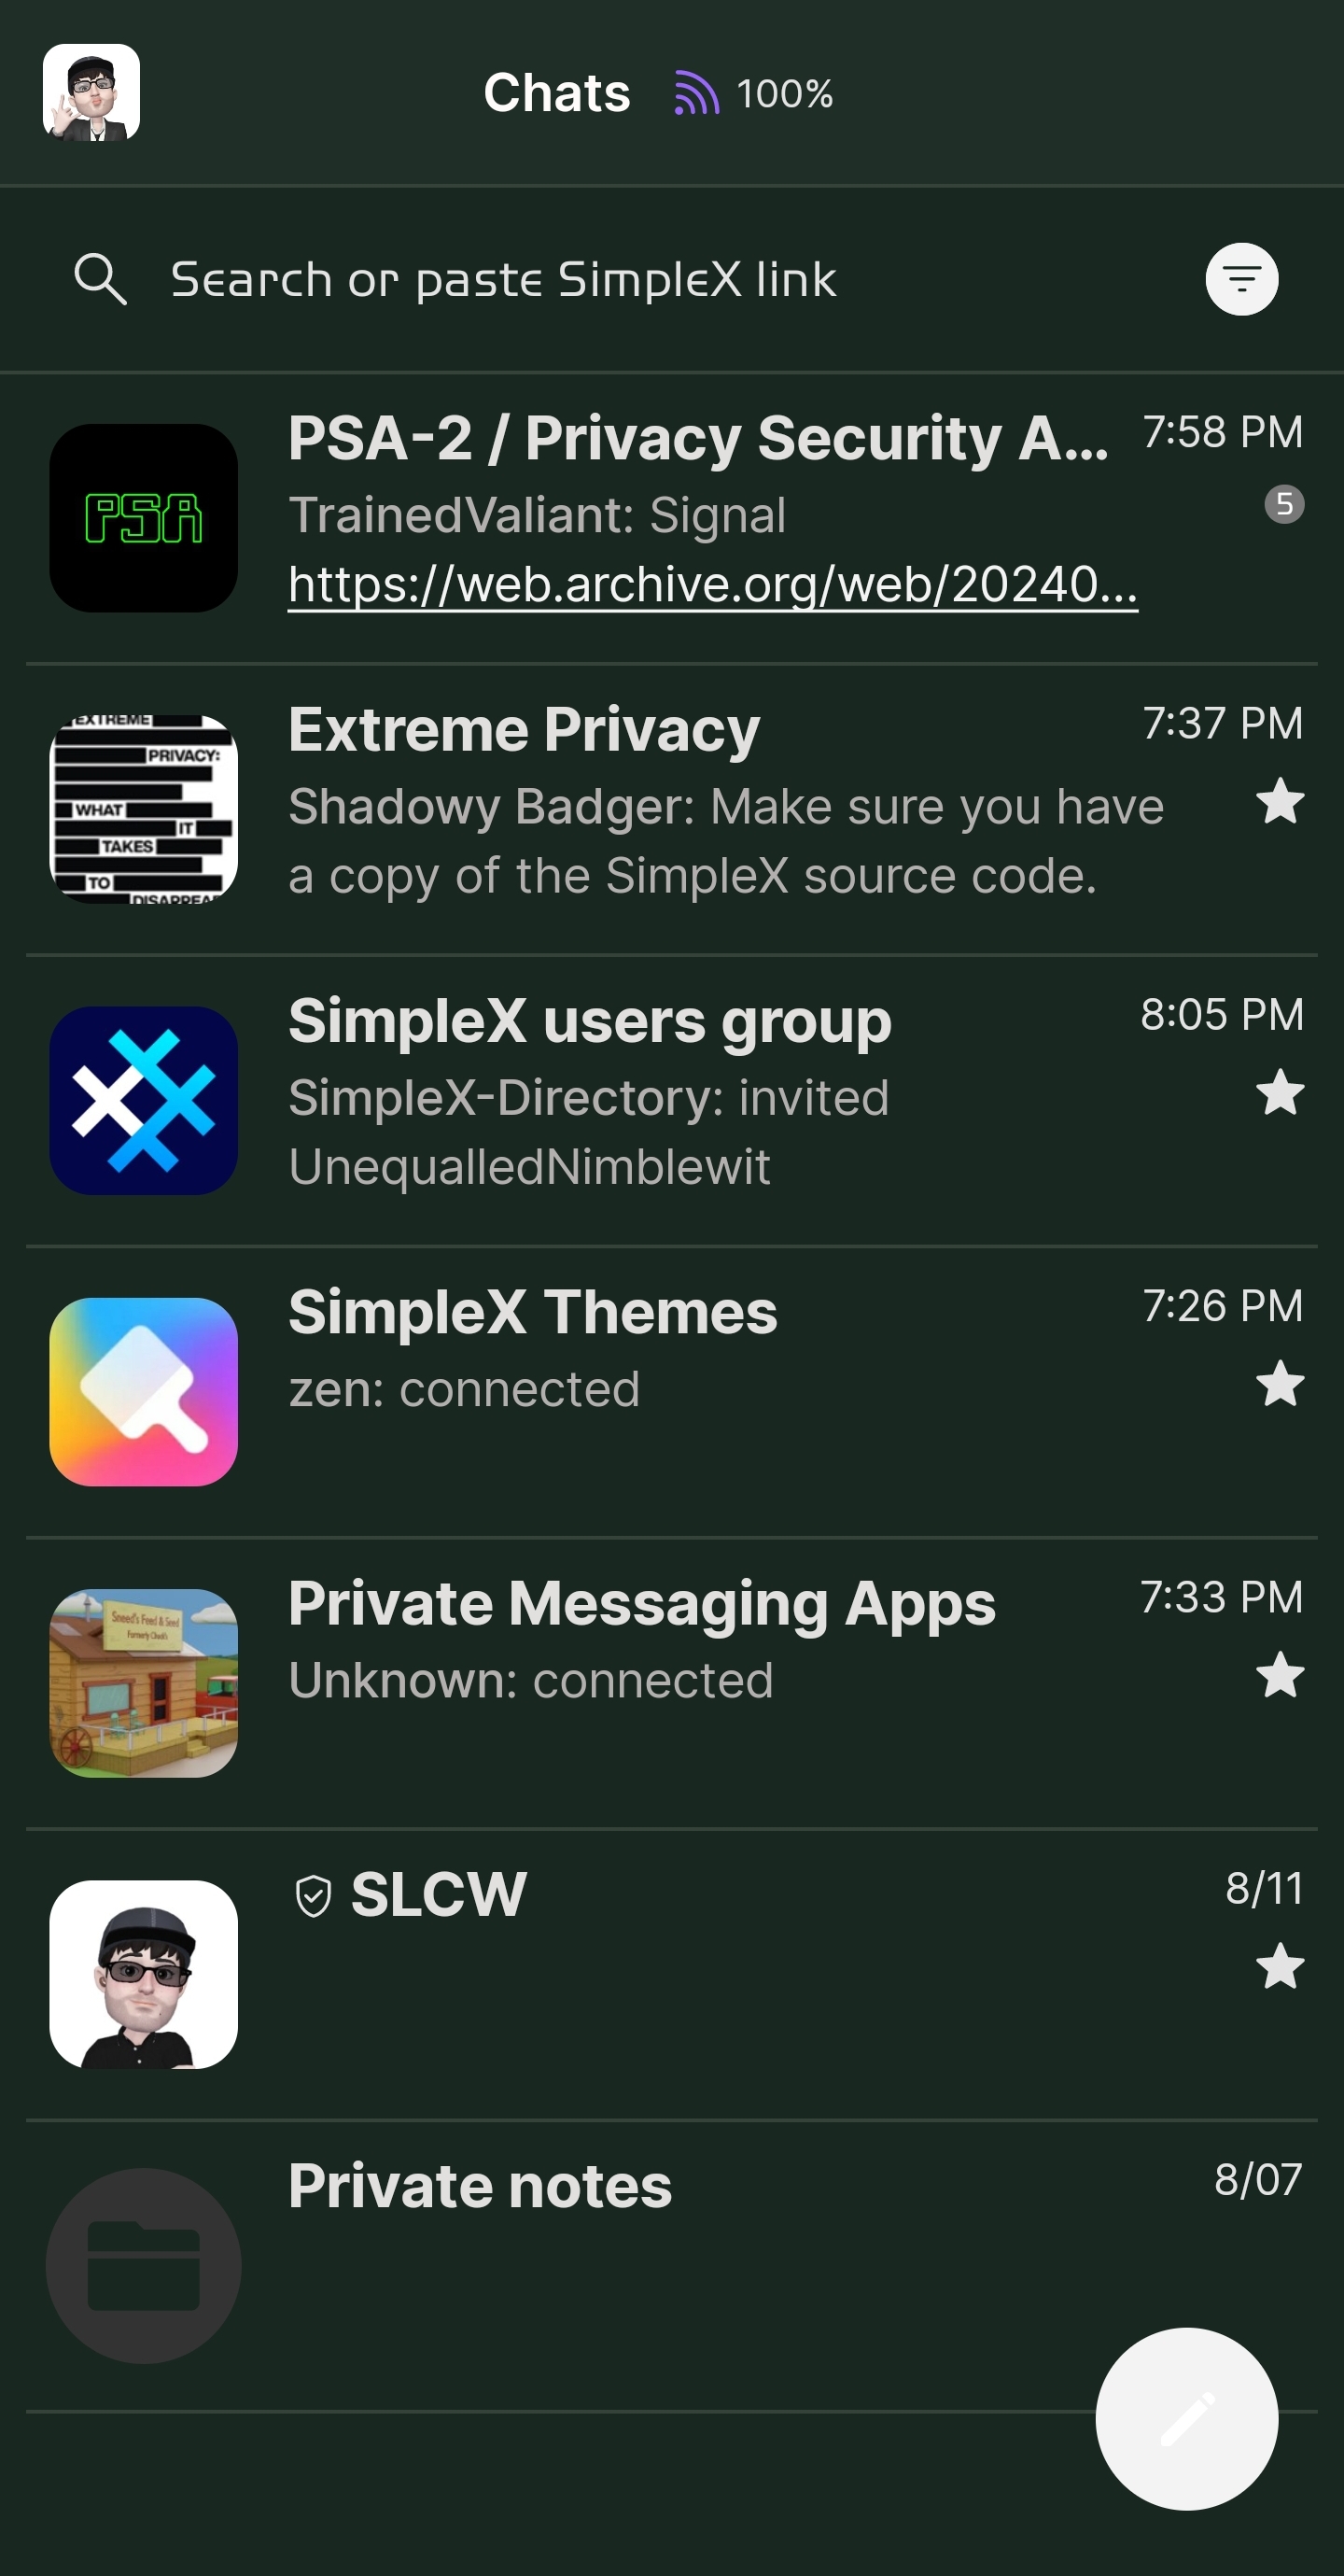 Chats 100%
Search or paste SimpleX link
PSA
PSA-2 / Privacy Security A... 7:58 PM
TrainedValiant: Signal 5
https://web.archive.org/web/20240...
EXTREME
PRIVACY:
WHAT
IT
TAKES
TO
DISAPPEA
Extreme Privacy 7:37 PM
Shadowy Badger: Make sure you have
a copy of the SimpleX source code.
SimpleX users group 8:05 PM
SimpleX-Directory: invited
UnequalledNimblewit
SimpleX Themes 7:26 PM
zen: connected
Sneed's Feed & Seed
Formerly Chuck's
Private Messaging Apps 7:33 PM
Unknown: connected
SLCW 8/11
Private notes 8/07